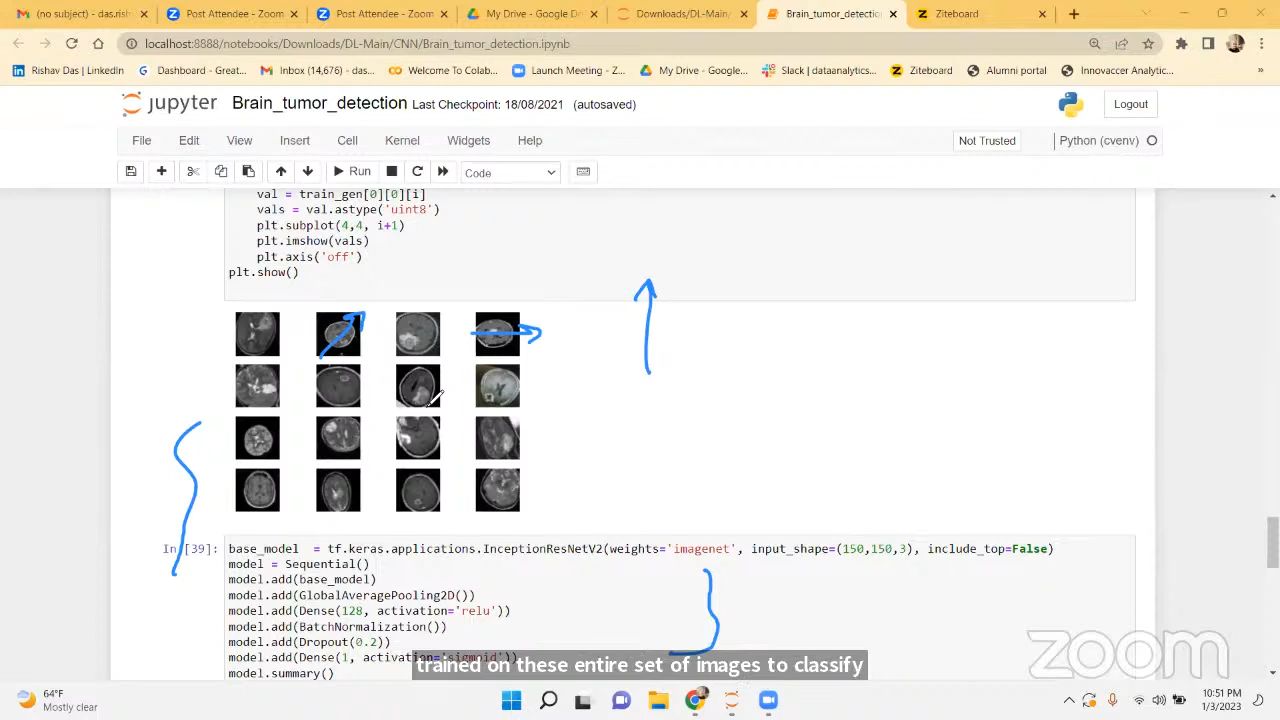 das.rish
Post Attendee - Zoom
Post Attendee - Zoom
My Drive - Google D
Downloads/DL-Main/
Brain_tumor_detectio
Ziteboard
localhost:8888/notebooks/Downloads/DL-Main/CNN/Brain_tumor_detection.ipynb
Rishav Das | LinkedIn
Dashboard - Great...
Inbox (14,676) - das...
Welcome To Colab...
Launch Meeting - Z...
My Drive - Google...
Slack | dataanalytics...
Ziteboard
Alumni portal
Innovaccer Analytic...
»
jupyter Brain_tumor_detection Last Checkpoint: 18/08/2021 (autosaved)
Logout
File Edit View Insert Cell Kernel Widgets Help
Not Trusted
Python (cvenv)
Run
Code
val = train_gen[0][0][i]
vals = val.astype('uint8')
plt.subplot(4,4, i+1)
plt.imshow(vals)
plt.axis('off')
plt.show()
In [39]:
base_model = tf.keras.applications.InceptionResNetV2(weights='imagenet', input_shape=(150,150,3), include_top=False)
model = Sequential()
model.add(base_model)
model.add(GlobalAveragePooling2D())
model.add(Dense(128, activation='relu'))
model.add(BatchNormalization())
model.add(Dropout(0.2))
model.add(Dense(1, activation='sigmoid'))
model.summary()
trained on these entire set of images to classify
zoom
64°F
Mostly clear
10:51 PM
1/3/2023